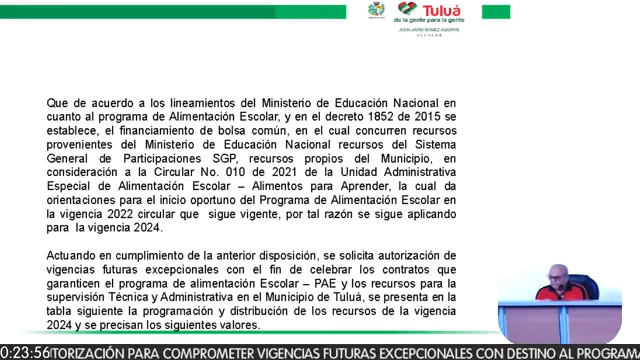 Tuluá
de la gente para la gente
JOHN JAIRO GOMEZ AGUIRRE
ALCALDE
Que de acuerdo a los lineamientos del Ministerio de Educación Nacional en
cuanto al programa de Alimentación Escolar, y en el decreto 1852 de 2015 se
establece, el financiamiento de bolsa común, en el cual concurren recursos
provenientes del Ministerio de Educación Nacional recursos del Sistema
General de Participaciones SGP, recursos propios del Municipio, en
consideración a la Circular No. 010 de 2021 de la Unidad Administrativa
Especial de Alimentación Escolar – Alimentos para Aprender, la cual da
orientaciones para el inicio oportuno del Programa de Alimentación Escolar en
la vigencia 2022 circular que sigue vigente, por tal razón se sigue aplicando
para la vigencia 2024.
Actuando en cumplimiento de la anterior disposición, se solicita autorización de
vigencias futuras excepcionales con el fin de celebrar los contratos que
garanticen el programa de alimentación Escolar – PAE y los recursos para la
supervisión Técnica y Administrativa en el Municipio de Tuluá, se presenta en la
tabla siguiente la programación y distribución de los recursos de la vigencia
2024 y se precisan los siguientes valores.
0:23:56 TORIZACIÓN PARA COMPROMETER VIGENCIAS FUTURAS EXCEPCIONALES CON DESTINO AL PROGRAM